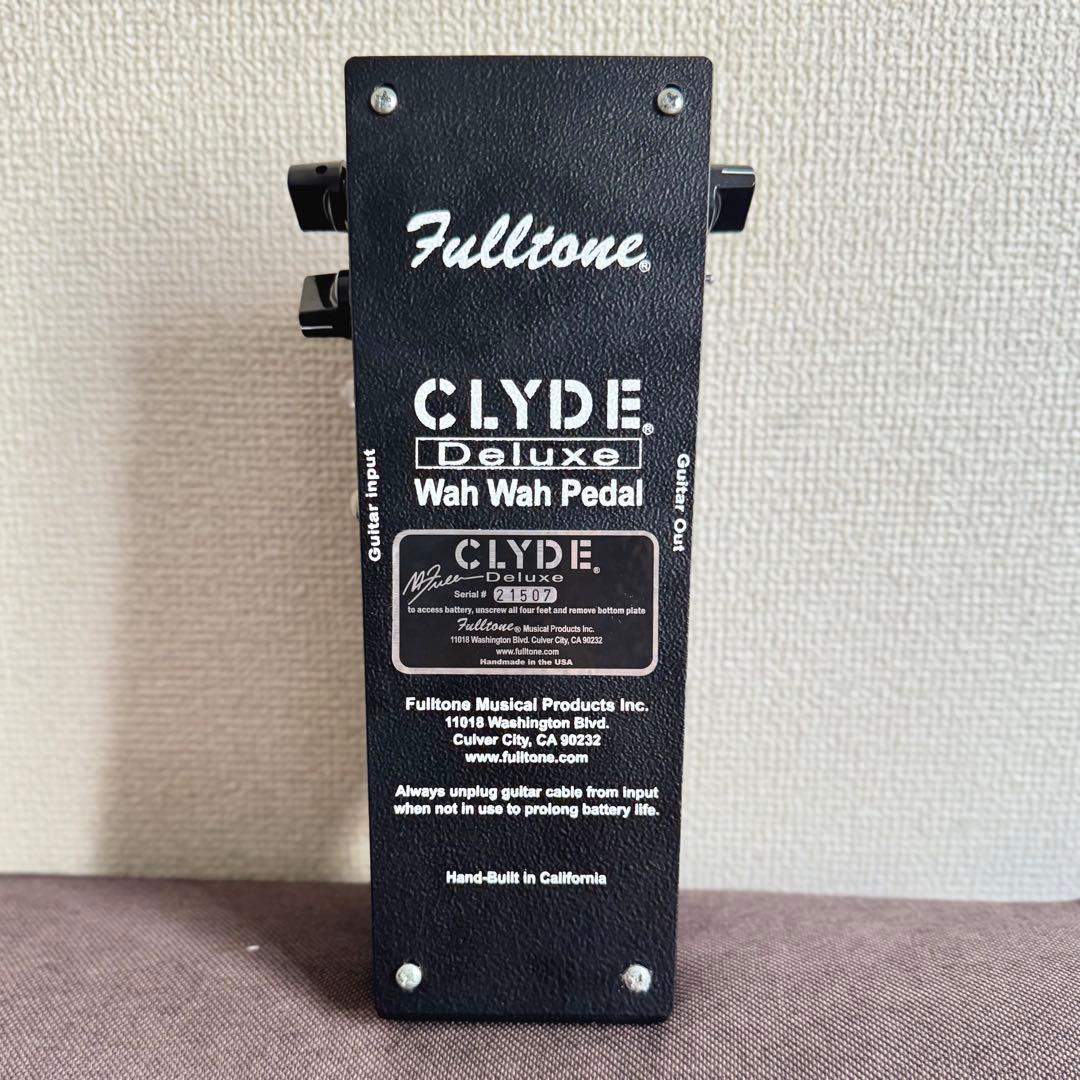 Fulltone®
CLYDE®
Deluxe
Wah Wah Pedal
Guitar input
Guitar Out
CLYDE®
Deluxe
Serial # 21507
to access battery, unscrew all four feet and remove bottom plate
Fulltone® Musical Products Inc.
11018 Washington Blvd. Culver City, CA 90232
www.fulltone.com
Handmade in the USA
Fulltone Musical Products Inc.
11018 Washington Blvd.
Culver City, CA 90232
www.fulltone.com
Always unplug guitar cable from input
when not in use to prolong battery life.
Hand-Built in California